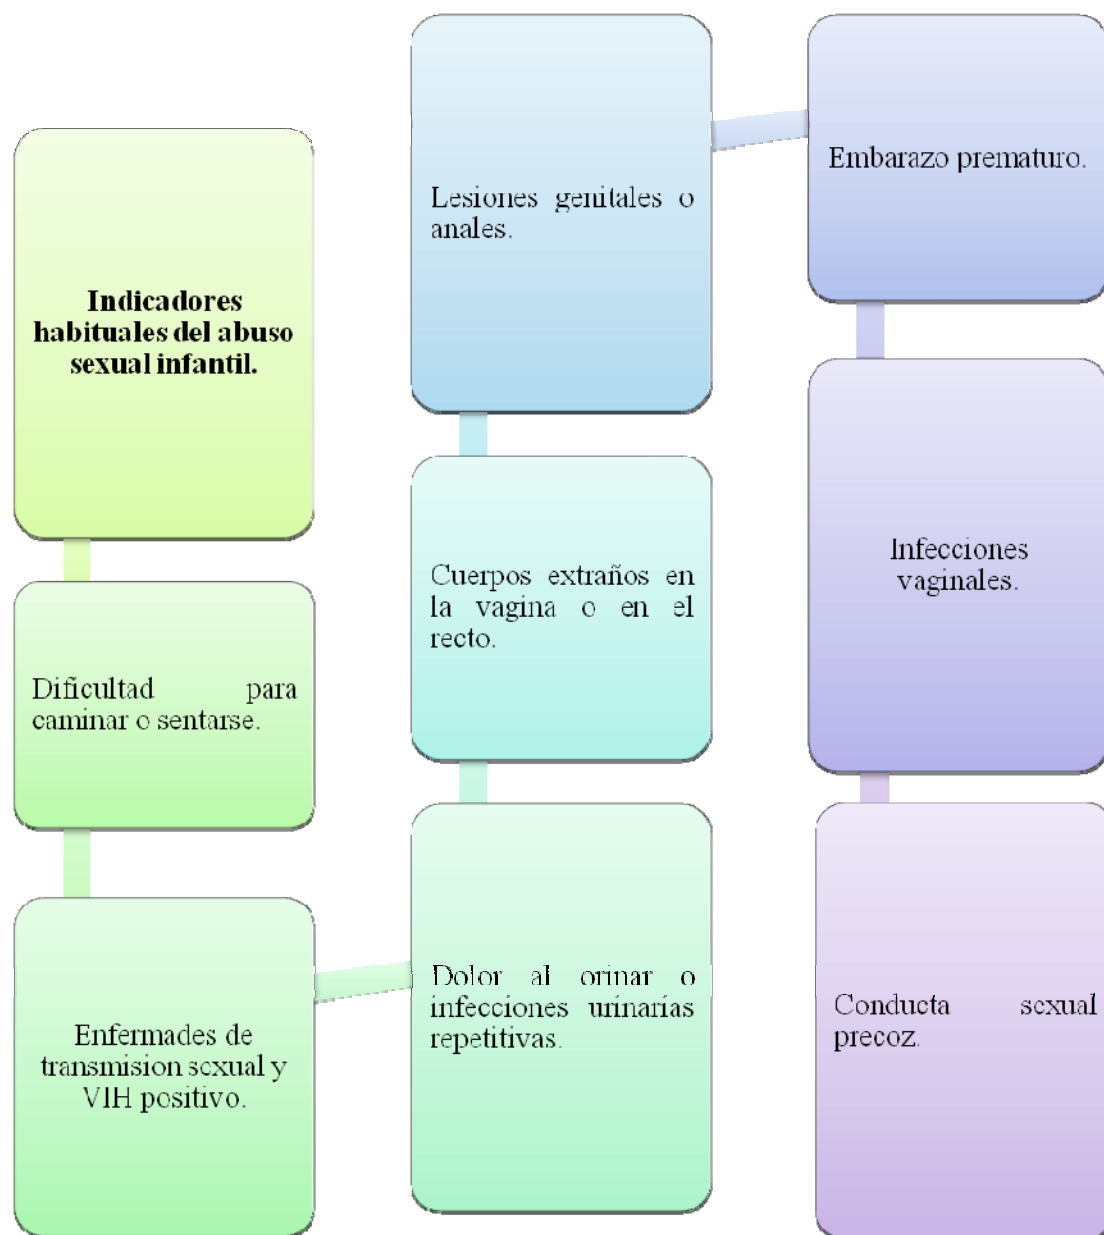 Indicadores
habituales del abuso
sexual infantil.
Dificultad para
caminar o sentarse.
Enfermades de
transmision sexual y
VIH positivo.
Dolor al orinar o
infecciones urinarias
repetitivas.
Cuerpos extraños en
la vagina o en el
recto.
Lesiones genitales o
anales.
Embarazo prematuro.
Infecciones
vaginales.
Conducta sexual
precoz.